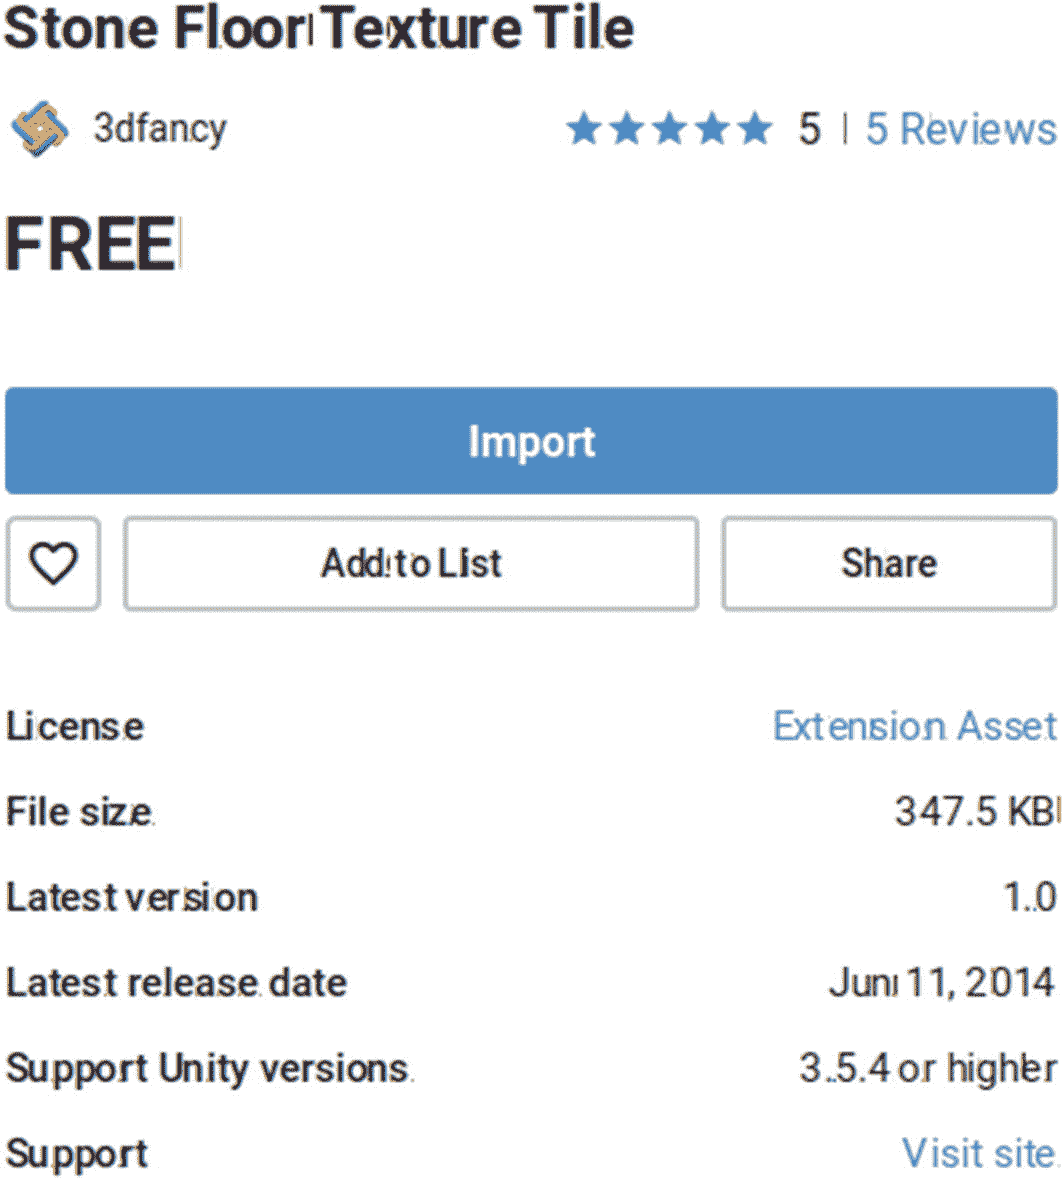 Stone Floor Texture Tile
3dfancy
5 | 5 Reviews
FREE
Import
Add to List
Share
License
Extension Asset
File size
347.5 KB
Latest version
1.0
Latest release date
Jun 11, 2014
Support Unity versions
3.5.4 or higher
Support
Visit site